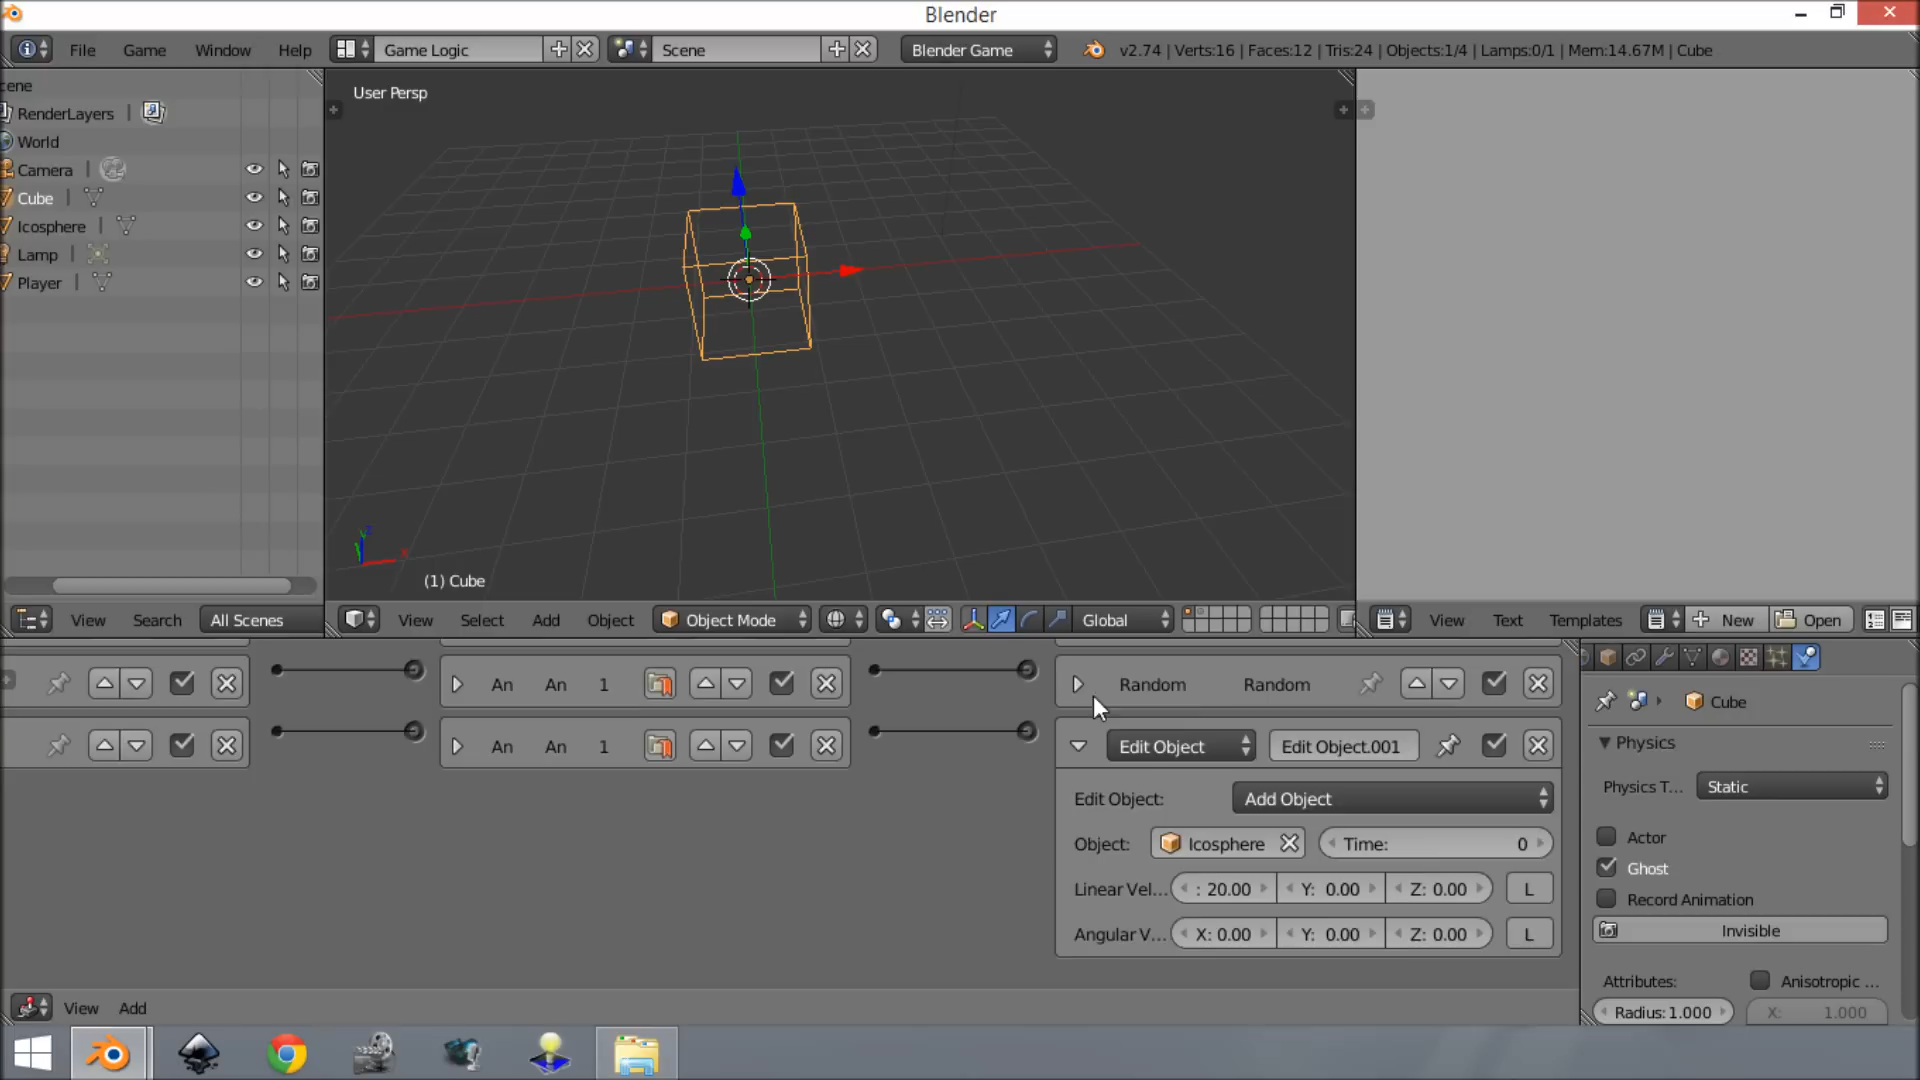 Blender
File Game Window Help Game Logic Scene Blender Game v2.74 | Verts:16 | Faces:12 | Tris:24 | Objects:1/4 | Lamps:0/1 | Mem:14.67M | Cube
cene
RenderLayers
World
Camera
Cube
Icosphere
Lamp
Player
User Persp
(1) Cube
View Search All Scenes
View Select Add Object Object Mode Global
View Text Templates New Open
An An 1
Random Random
An An 1
Edit Object Edit Object.001
Edit Object: Add Object
Object: Icosphere Time: 0
Linear Vel... : 20.00 Y: 0.00 Z: 0.00 L
Angular V... X: 0.00 Y: 0.00 Z: 0.00 L
Cube
Physics
Physics T... Static
Actor
Ghost
Record Animation
Invisible
Attributes: Anisotropic ...
Radius: 1.000 X: 1.000
View Add